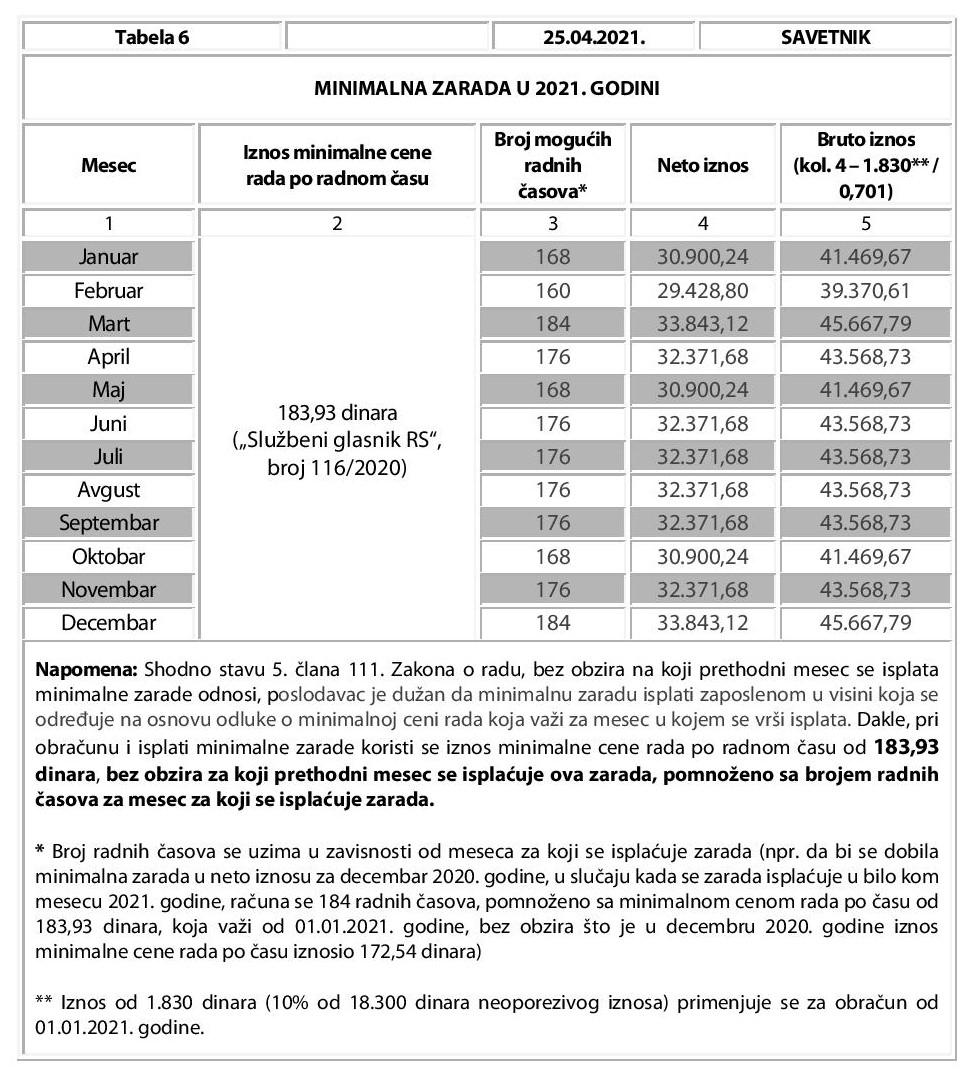 Tabela 6 25.04.2021. SAVETNIK
MINIMALNA ZARADA U 2021. GODINI
Mesec Iznos minimalne cene rada po radnom času Broj mogućih radnih časova* Neto iznos Bruto iznos (kol. 4 – 1.830** / 0,701)
1 2 3 4 5
Januar 168 30.900,24 41.469,67
Februar 160 29.428,80 39.370,61
Mart 184 33.843,12 45.667,79
April 176 32.371,68 43.568,73
Maj 168 30.900,24 41.469,67
183,93 dinara
(„Službeni glasnik RS“,
broj 116/2020)
Juni 176 32.371,68 43.568,73
Juli 176 32.371,68 43.568,73
Avgust 176 32.371,68 43.568,73
Septembar 176 32.371,68 43.568,73
Oktobar 168 30.900,24 41.469,67
Novembar 176 32.371,68 43.568,73
Decembar 184 33.843,12 45.667,79
Napomena: Shodno stavu 5. člana 111. Zakona o radu, bez obzira na koji prethodni mesec se isplata
minimalne zarade odnosi, poslodavac je dužan da minimalnu zaradu isplati zaposlenom u visini koja se
određuje na osnovu odluke o minimalnoj ceni rada koja važi za mesec u kojem se vrši isplata. Dakle, pri
obračunu i isplati minimalne zarade koristi se iznos minimalne cene rada po radnom času od 183,93
dinara, bez obzira za koji prethodni mesec se isplaćuje ova zarada, pomnoženo sa brojem radnih
časova za mesec za koji se isplaćuje zarada.
* Broj radnih časova se uzima u zavisnosti od meseca za koji se isplaćuje zarada (npr. da bi se dobila
minimalna zarada u neto iznosu za decembar 2020. godine, u slučaju kada se zarada isplaćuje u bilo kom
mesecu 2021. godine, računa se 184 radnih časova, pomnoženo sa minimalnom cenom rada po času od
183,93 dinara, koja važi od 01.01.2021. godine, bez obzira što je u decembru 2020. godine iznos
minimalne cene rada po času iznosio 172,54 dinara)
** Iznos od 1.830 dinara (10% od 18.300 dinara neoporezivog iznosa) primenjuje se za obračun od
01.01.2021. godine.